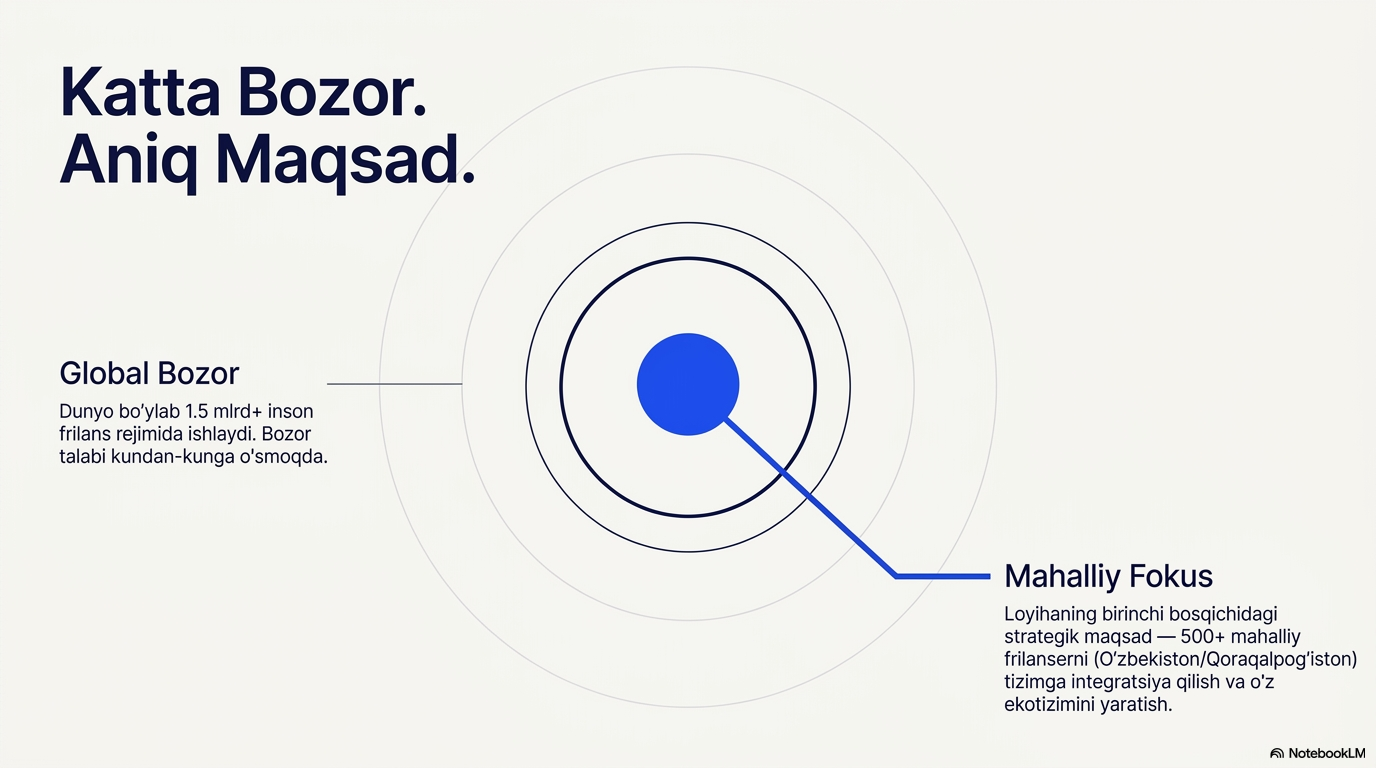 Katta Bozor.
Aniq Maqsad.
Global Bozor
Dunyo bo‘ylab 1.5 mlrd+ inson
frilans rejimida ishlaydi. Bozor
talabi kundan-kunga o'smoqda.
Mahalliy Fokus
Loyihaning birinchi bosqichidagi
strategik maqsad — 500+ mahalliy
frilanserni (O‘zbekiston/Qoraqalpog‘iston)
tizimga integratsiya qilish va o'z
ekotizimini yaratish.
NotebookLM